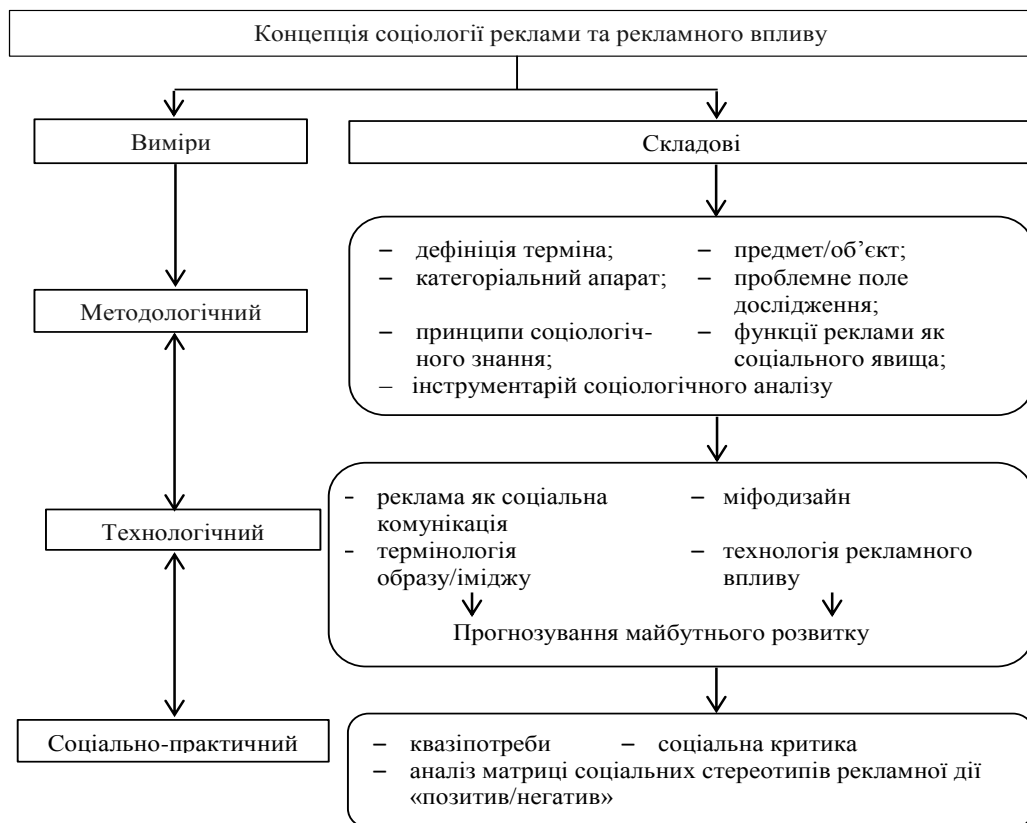 Концепція соціології реклами та рекламного впливу
Виміри
Складові
– дефініція терміна;
– предмет/об’єкт;
– категоріальний апарат;
– проблемне поле
дослідження;
Методологічний
– принципи соціологіч-
ного знання;
– функції реклами як
соціального явища;
– інструментарій соціологічного аналізу
- реклама як соціальна
комунікація
– міфодизайн
Технологічний
- термінологія
образу/іміджу
– технологія рекламного
впливу
Прогнозування майбутнього розвитку
Соціально-практичний
– квазіпотреби
– соціальна критика
– аналіз матриці соціальних стереотипів рекламної дії
«позитив/негатив»